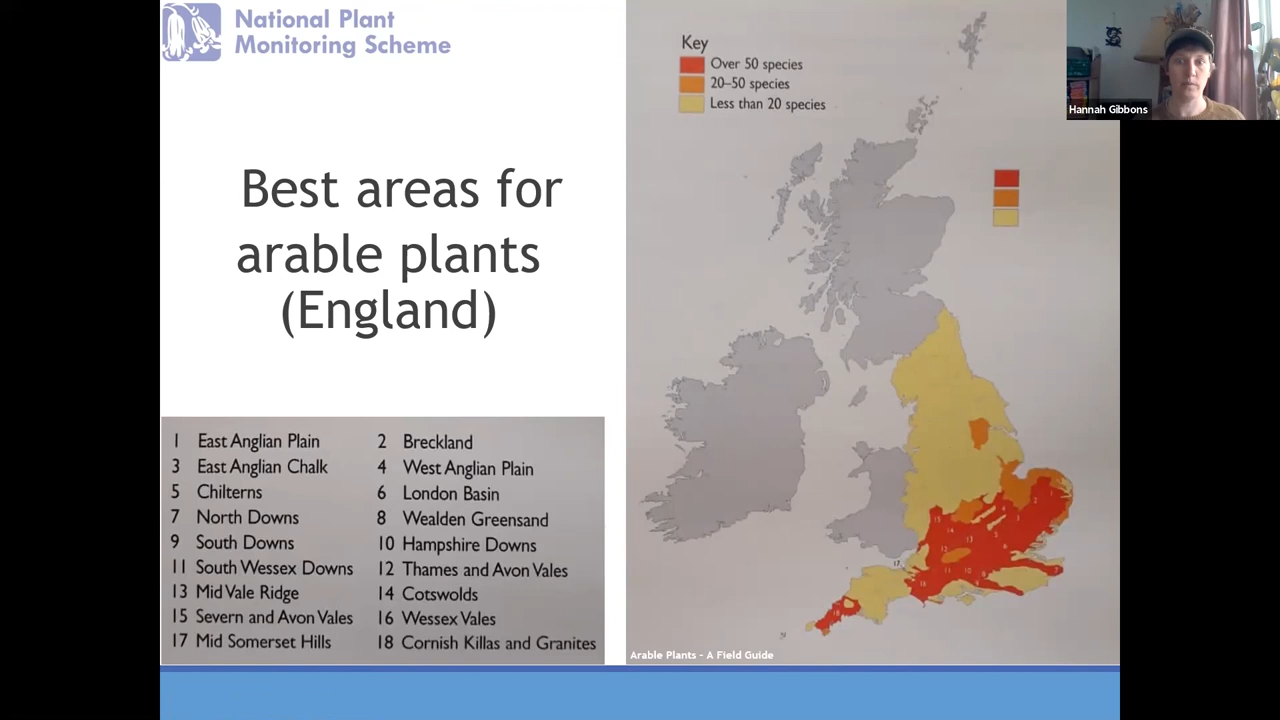 National Plant
Monitoring Scheme
Best areas for
arable plants
(England)
1 East Anglian Plain 2 Breckland
3 East Anglian Chalk 4 West Anglian Plain
5 Chilterns 6 London Basin
7 North Downs 8 Wealden Greensand
9 South Downs 10 Hampshire Downs
11 South Wessex Downs 12 Thames and Avon Vales
13 Mid Vale Ridge 14 Cotswolds
15 Severn and Avon Vales 16 Wessex Vales
17 Mid Somerset Hills 18 Cornish Killas and Granites
Key
Over 50 species
20–50 species
Less than 20 species
17
Arable Plants - A Field Guide
Hannah Gibbons